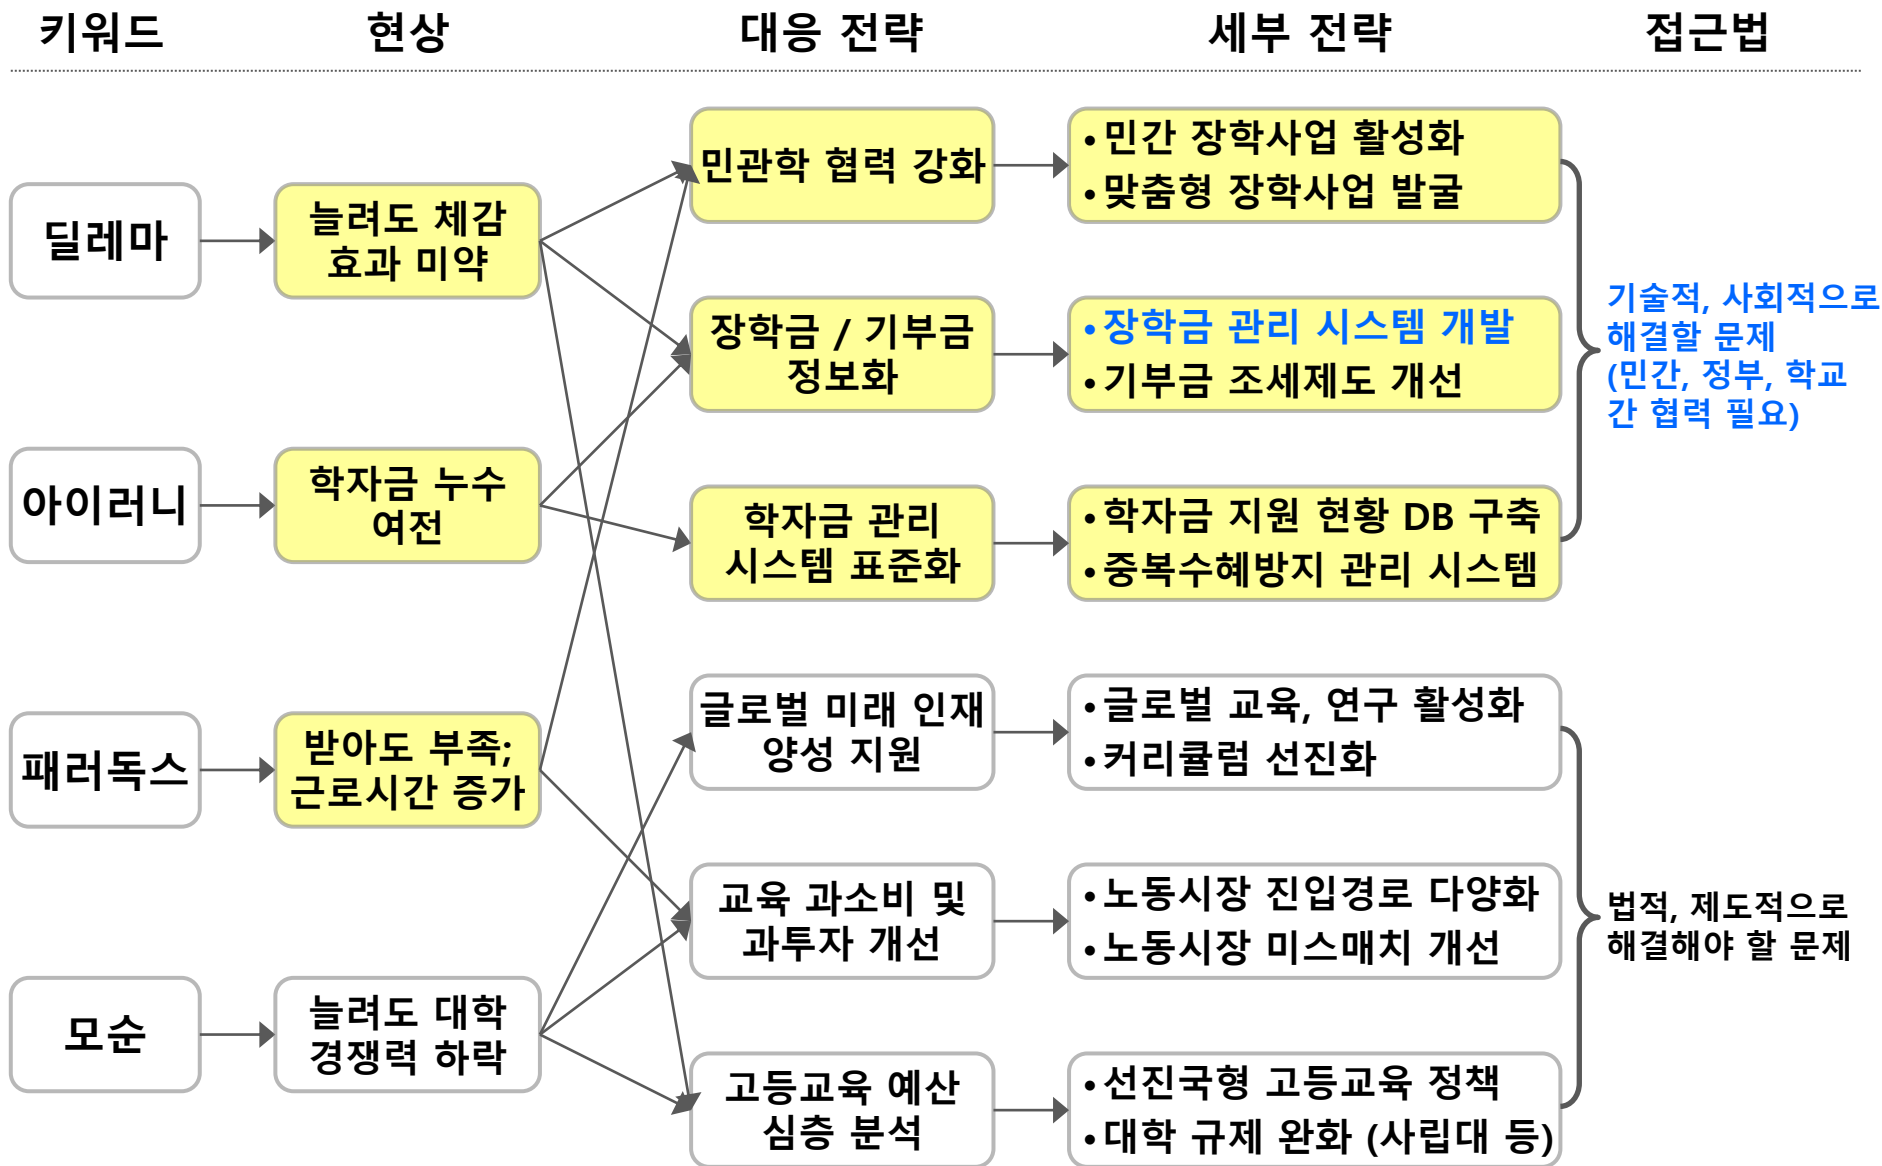 키워드
현상
대응 전략
세부 전략
접근법
딜레마
늘려도 체감
효과 미약
아이러니
학자금 누수
여전
패러독스
받아도 부족;
근로시간 증가
모순
늘려도 대학
경쟁력 하락
민관학 협력 강화
•민간 장학사업 활성화
•맞춤형 장학사업 발굴
장학금 / 기부금
정보화
•장학금 관리 시스템 개발
•기부금 조세제도 개선
학자금 관리
시스템 표준화
•학자금 지원 현황 DB 구축
•중복수혜방지 관리 시스템
글로벌 미래 인재
양성 지원
•글로벌 교육, 연구 활성화
•커리큘럼 선진화
교육 과소비 및
과투자 개선
•노동시장 진입경로 다양화
•노동시장 미스매치 개선
고등교육 예산
심층 분석
•선진국형 고등교육 정책
•대학 규제 완화 (사립대 등)
기술적, 사회적으로
해결할 문제
(민간, 정부, 학교
간 협력 필요)
법적, 제도적으로
해결해야 할 문제